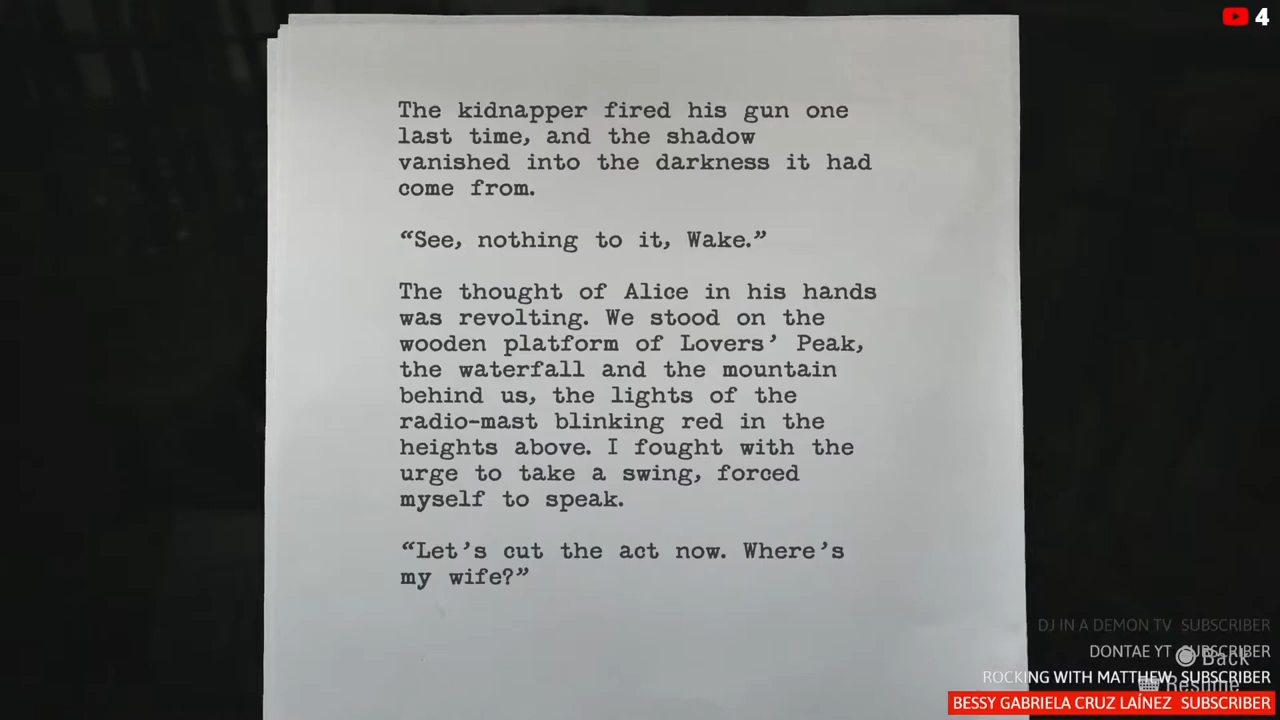 4
The kidnapper fired his gun one
last time, and the shadow
vanished into the darkness it had
come from.
“See, nothing to it, Wake.”
The thought of Alice in his hands
was revolting. We stood on the
wooden platform of Lovers’ Peak,
the waterfall and the mountain
behind us, the lights of the
radio-mast blinking red in the
heights above. I fought with the
urge to take a swing, forced
myself to speak.
“Let’s cut the act now. Where’s
my wife?”
DJ IN A DEMON TV SUBSCRIBER
DONTAE YT SUBSCRIBER
Back
ROCKING WITH MATTHEW SUBSCRIBER
Resume
BESSY GABRIELA CRUZ LAÍNEZ SUBSCRIBER